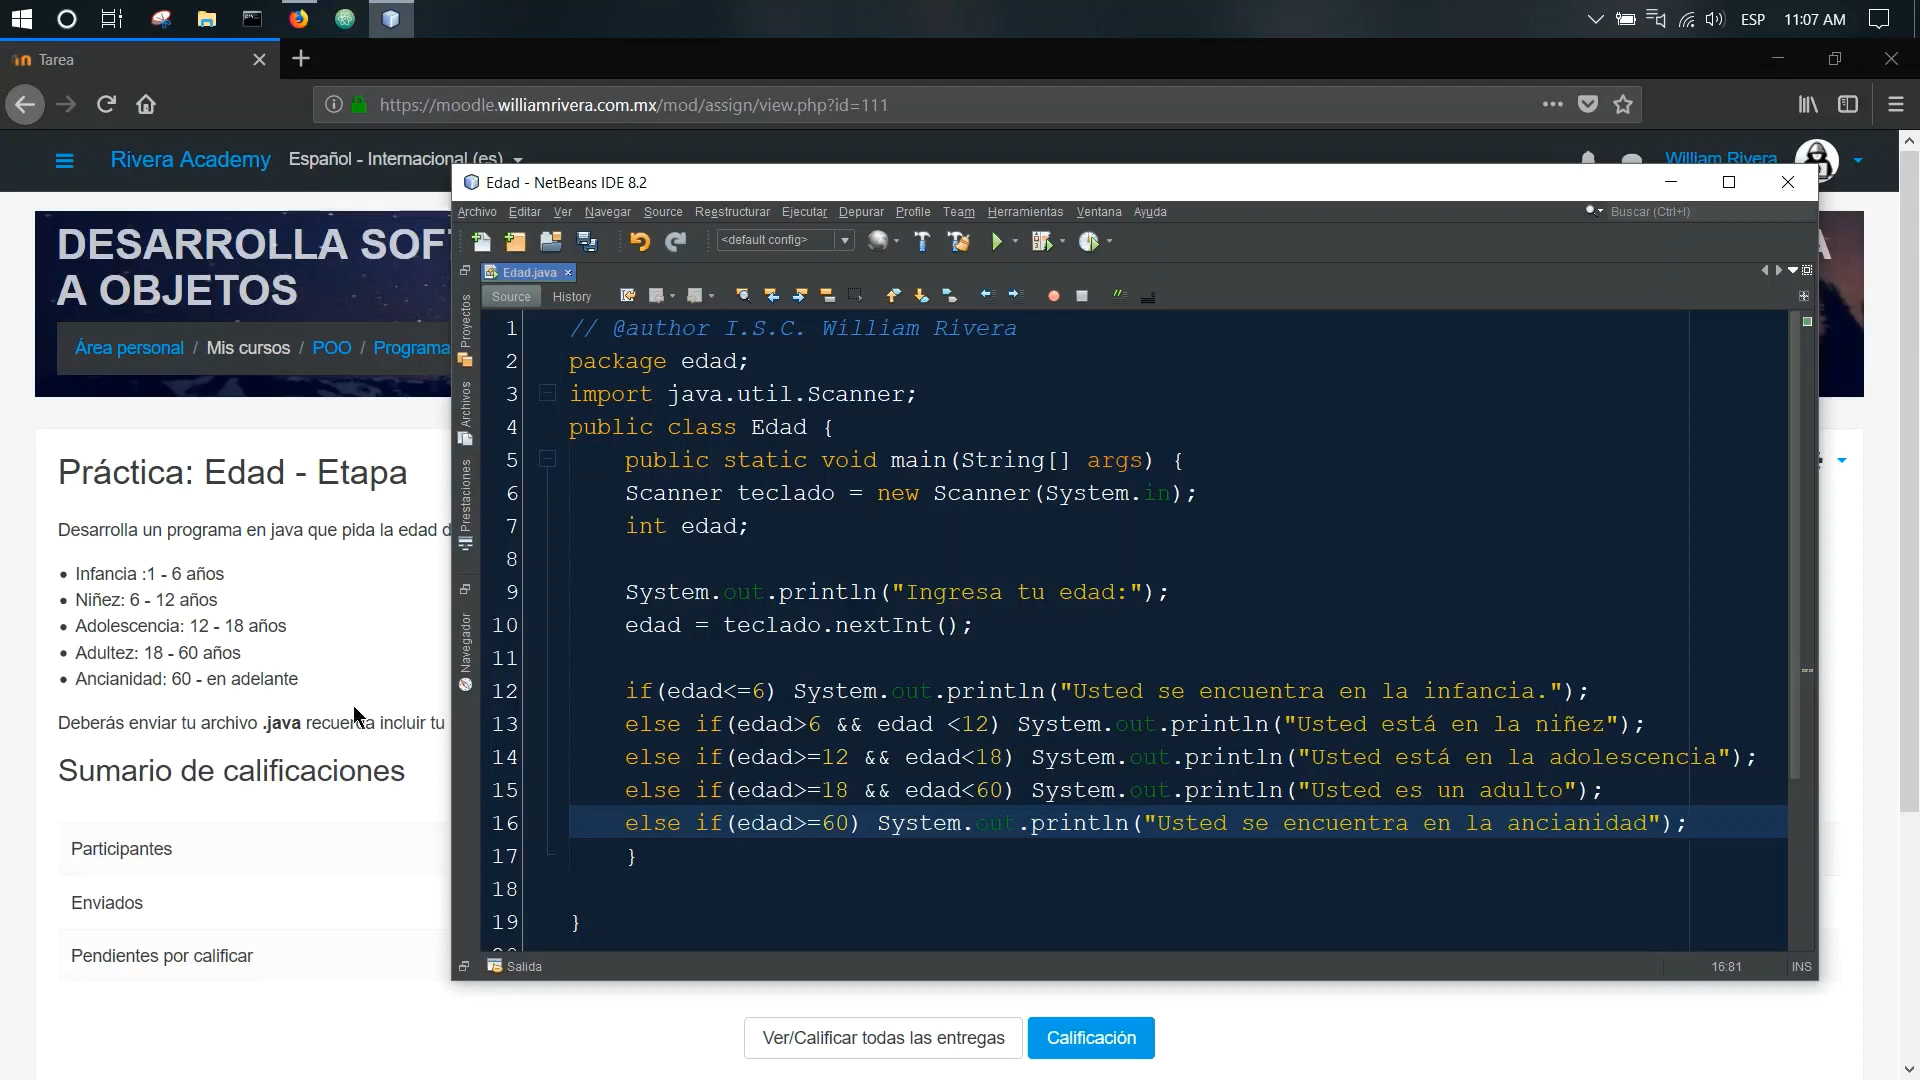 ESP 11:07 AM
Tarea
https://moodle.williamrivera.com.mx/mod/assign/view.php?id=111
Rivera Academy Español - Internacional (es) William Rivera
DESARROLLA SOF
A OBJETOS
Área personal / Mis cursos / POO / Programa
Práctica: Edad - Etapa
Desarrolla un programa en java que pida la edad d
• Infancia :1 - 6 años
• Niñez: 6 - 12 años
• Adolescencia: 12 - 18 años
• Adultez: 18 - 60 años
• Ancianidad: 60 - en adelante
Deberás enviar tu archivo .java recuerda incluir tu
Sumario de calificaciones
Participantes
Enviados
Pendientes por calificar
Ver/Calificar todas las entregas
Calificación
Edad - NetBeans IDE 8.2
Archivo Editar Ver Navegar Source Reestructurar Ejecutar Depurar Profile Team Herramientas Ventana Ayuda
Buscar (Ctrl+I)
<default config>
Edad.java
Source History
Proyectos
Archivos
Prestaciones
Navegador
1 // @author I.S.C. William Rivera
2 package edad;
3 import java.util.Scanner;
4 public class Edad {
5 public static void main(String[] args) {
6 Scanner teclado = new Scanner(System.in);
7 int edad;
8
9 System.out.println("Ingresa tu edad:");
10 edad = teclado.nextInt();
11
12 if(edad<=6) System.out.println("Usted se encuentra en la infancia.");
13 else if(edad>6 && edad <12) System.out.println("Usted está en la niñez");
14 else if(edad>=12 && edad<18) System.out.println("Usted está en la adolescencia");
15 else if(edad>=18 && edad<60) System.out.println("Usted es un adulto");
16 else if(edad>=60) System.out.println("Usted se encuentra en la ancianidad");
17 }
18
19 }
Salida
16:81 INS